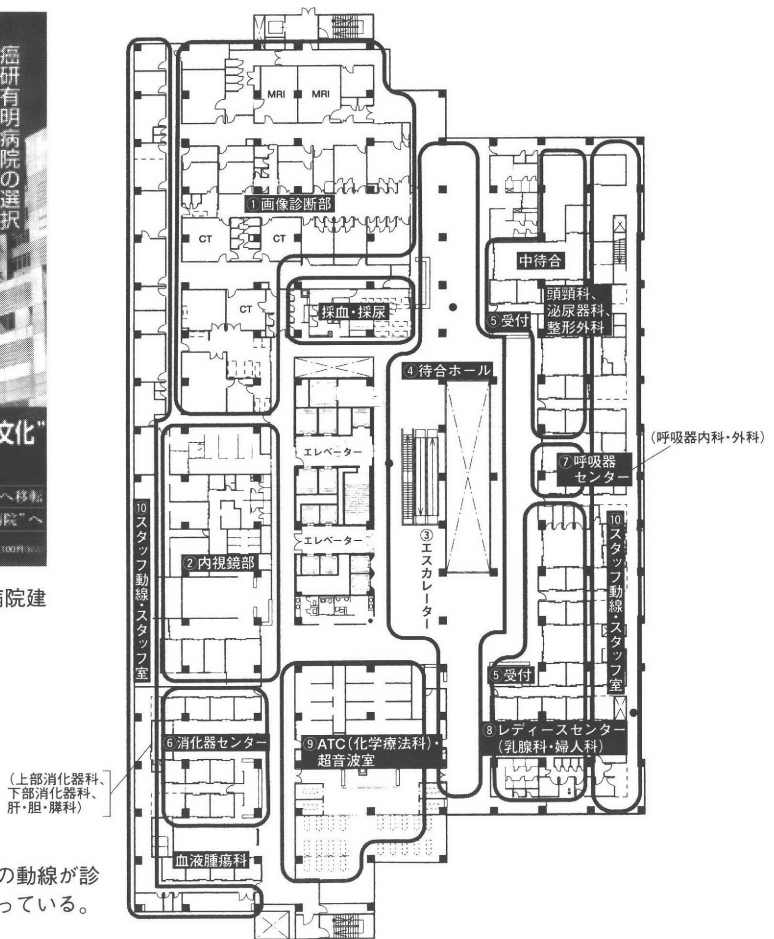 癌研有明病院の選択
文化”
へ移転
病院”へ
病院建
の動線が診
っている。
MRI
MRI
①画像診断部
CT
CT
CT
採血・採尿
中待合
頭頸科、
泌尿器科、
整形外科
⑤受付
④待合ホール
エレベーター
エレベーター
③エスカレーター
⑦呼吸器
センター
(呼吸器内科・外科)
⑩スタッフ動線・スタッフ室
⑩スタッフ動線・スタッフ室
②内視鏡部
⑤受付
⑥消化器センター
(上部消化器科、
下部消化器科、
肝・胆・膵科)
⑨ATC(化学療法科)・
超音波室
⑧レディースセンター
(乳腺科・婦人科)
血液腫瘍科